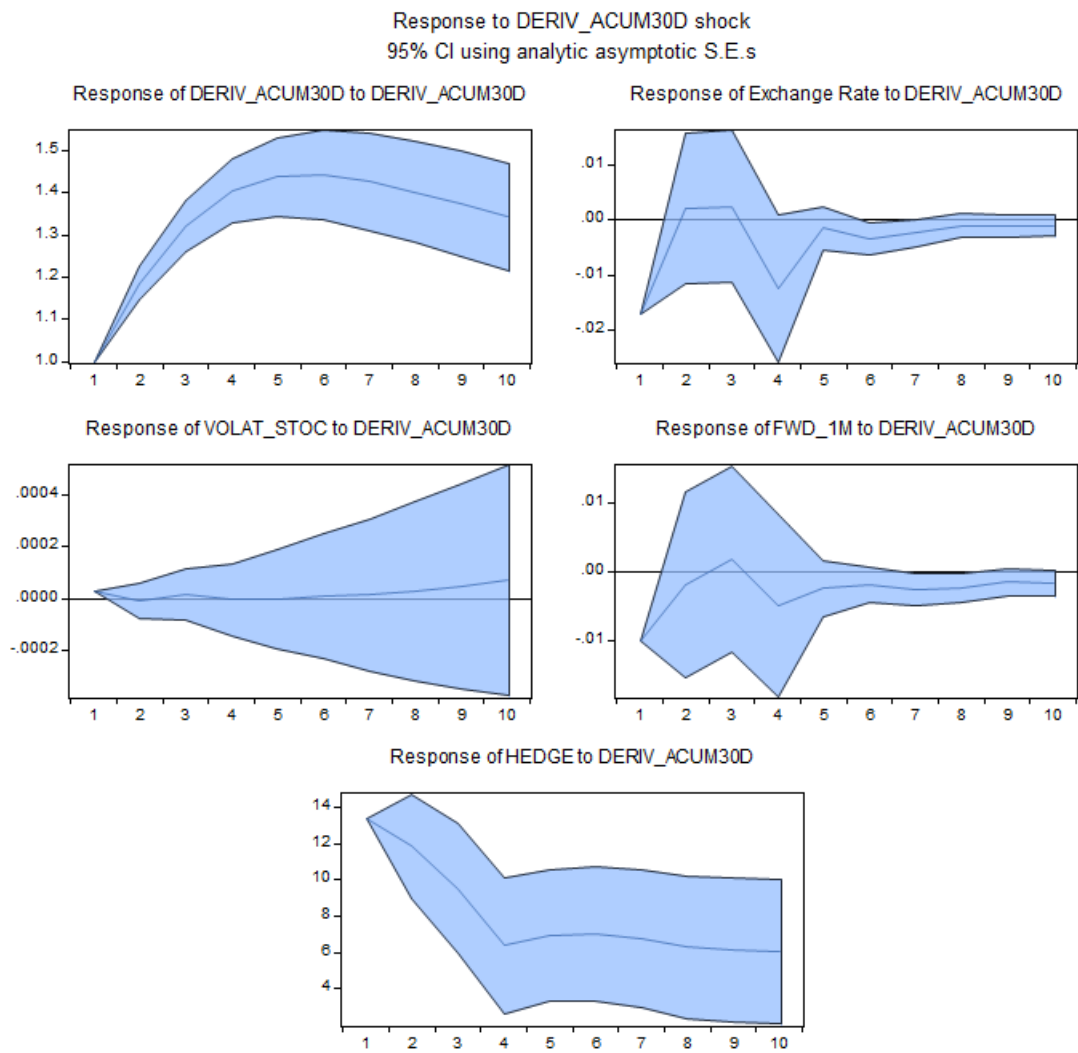 Response to DERIV_ACUM30D shock
95% CI using analytic asymptotic S.E.s
Response of DERIV_ACUM30D to DERIV_ACUM30D
1.5
1.4
1.3
1.2
1.1
1.0
1 2 3 4 5 6 7 8 9 10
Response of Exchange Rate to DERIV_ACUM30D
.01
.00
-.01
-.02
1 2 3 4 5 6 7 8 9 10
Response of VOLAT_STOC to DERIV_ACUM30D
.0004
.0002
.0000
-.0002
1 2 3 4 5 6 7 8 9 10
Response of FWD_1M to DERIV_ACUM30D
.01
.00
-.01
1 2 3 4 5 6 7 8 9 10
Response of HEDGE to DERIV_ACUM30D
14
12
10
8
6
4
1 2 3 4 5 6 7 8 9 10